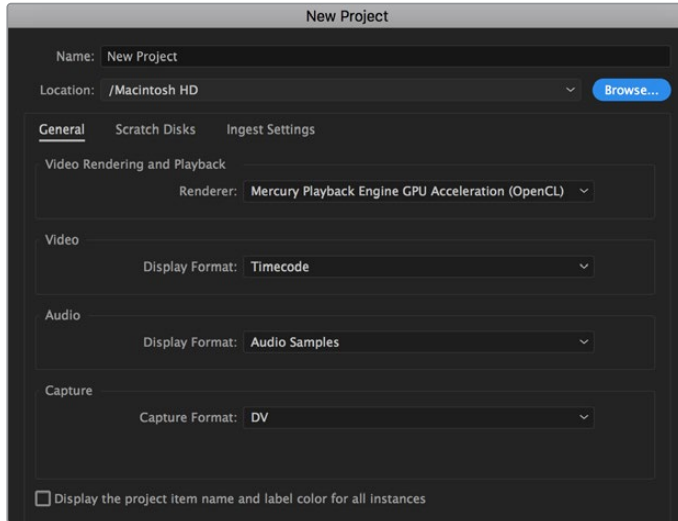 New Project
Name: New Project
Location: /Macintosh HD Browse...
General Scratch Disks Ingest Settings
Video Rendering and Playback
Renderer: Mercury Playback Engine GPU Acceleration (OpenCL)
Video
Display Format: Timecode
Audio
Display Format: Audio Samples
Capture
Capture Format: DV
Display the project item name and label color for all instances